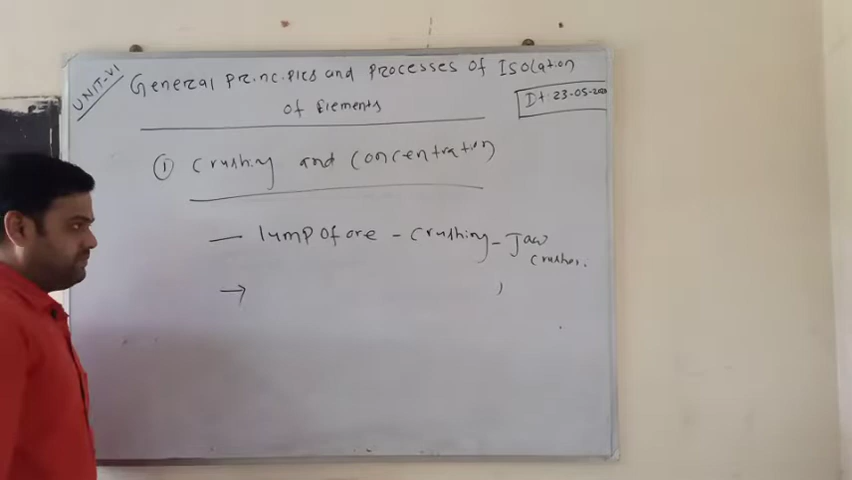 UNIT-VI
General Principles and Processes of Isolation
of Elements
Dt: 23-05-2020
① Crushing and Concentration
— lump of ore - Crushing - Jaw
Crusher.
→